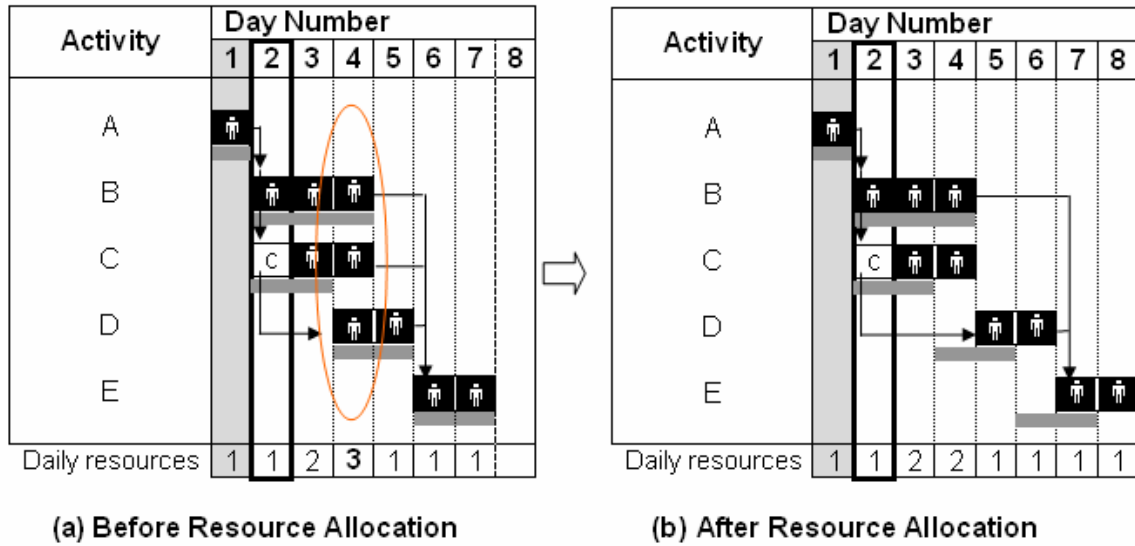 Activity Day Number
1 2 3 4 5 6 7 8
A
B
C
C
D
E
Daily resources 1 1 2 3 1 1 1
(a) Before Resource Allocation
Activity Day Number
1 2 3 4 5 6 7 8
A
B
C
C
D
E
Daily resources 1 1 2 2 1 1 1 1
(b) After Resource Allocation